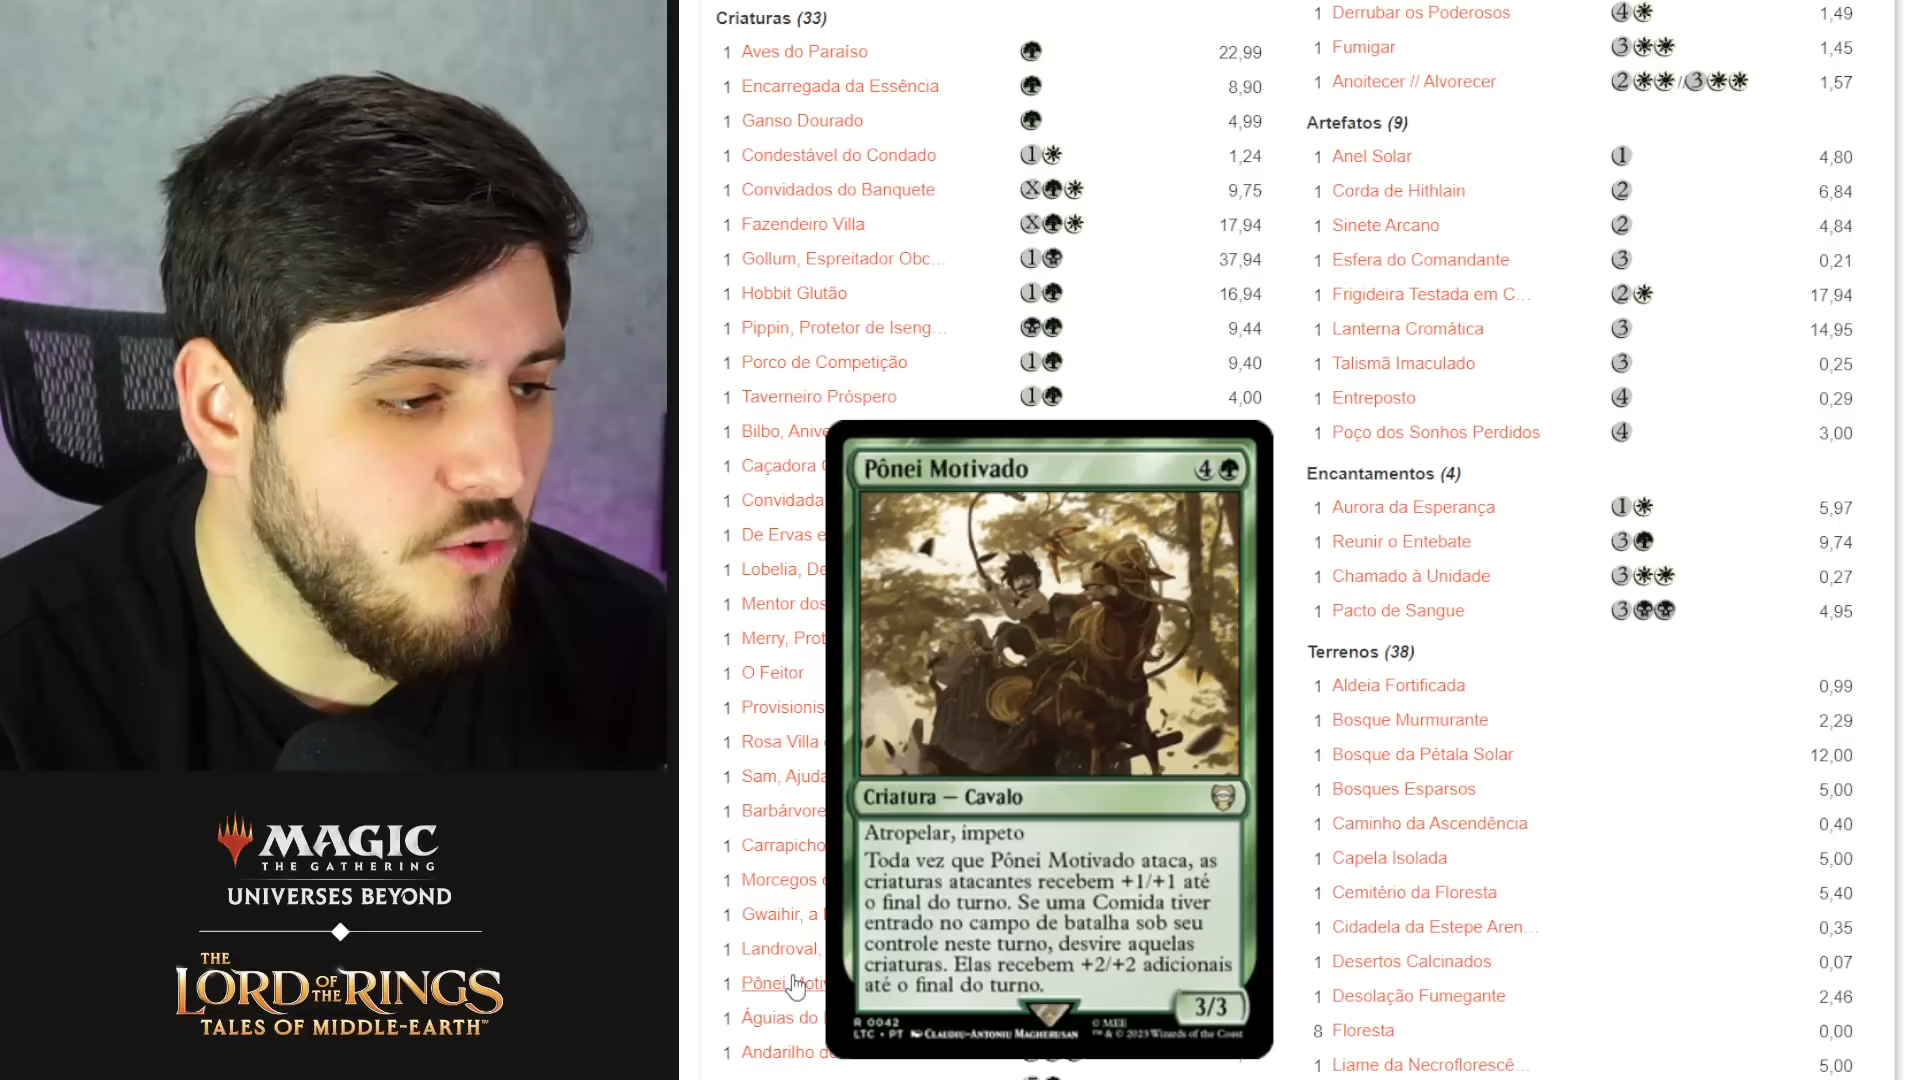 Criaturas (33)
1 Aves do Paraíso 22,99
1 Encarregada da Essência 8,90
1 Ganso Dourado 4,99
1 Condestável do Condado 1 1,24
1 Convidados do Banquete X 9,75
1 Fazendeiro Villa X 17,94
1 Gollum, Espreitador Obc... 1 37,94
1 Hobbit Glutão 1 16,94
1 Pippin, Protetor de Iseng... 9,44
1 Porco de Competição 1 9,40
1 Taverneiro Próspero 1 4,00
1 Bilbo, Anive
1 Caçadora
1 Convidada
1 De Ervas e
1 Lobelia, De
1 Mentor dos
1 Merry, Prot
1 O Feitor
1 Provisionis
1 Rosa Villa
1 Sam, Ajuda
1 Barbárvore
1 Carrapicho
1 Morcegos
1 Gwaihir, a
1 Landroval,
1 Pônei Moti
1 Águias do
1 Andarilho de
Pônei Motivado 4
Criatura — Cavalo
Atropelar, ímpeto
Toda vez que Pônei Motivado ataca, as
criaturas atacantes recebem +1/+1 até
o final do turno. Se uma Comida tiver
entrado no campo de batalha sob seu
controle neste turno, desvire aquelas
criaturas. Elas recebem +2/+2 adicionais
até o final do turno.
3/3
R 0042
LTC • PT Claudiu-Antoniu Magherusan
© MEE
™ & © 2023 Wizards of the Coast
1 Derrubar os Poderosos 4 1,49
1 Fumigar 3 1,45
1 Anoitecer // Alvorecer 2 // 3 1,57
Artefatos (9)
1 Anel Solar 1 4,80
1 Corda de Hithlain 2 6,84
1 Sinete Arcano 2 4,84
1 Esfera do Comandante 3 0,21
1 Frigideira Testada em C... 2 17,94
1 Lanterna Cromática 3 14,95
1 Talismã Imaculado 3 0,25
1 Entreposto 4 0,29
1 Poço dos Sonhos Perdidos 4 3,00
Encantamentos (4)
1 Aurora da Esperança 1 5,97
1 Reunir o Entebate 3 9,74
1 Chamado à Unidade 3 0,27
1 Pacto de Sangue 3 4,95
Terrenos (38)
1 Aldeia Fortificada 0,99
1 Bosque Murmurante 2,29
1 Bosque da Pétala Solar 12,00
1 Bosques Esparsos 5,00
1 Caminho da Ascendência 0,40
1 Capela Isolada 5,00
1 Cemitério da Floresta 5,40
1 Cidadela da Estepe Aren... 0,35
1 Desertos Calcinados 0,07
1 Desolação Fumegante 2,46
8 Floresta 0,00
1 Liame da Necroflorescê... 5,00
MAGIC
THE GATHERING
UNIVERSES BEYOND
THE
LORD OF THE RINGS
TALES OF MIDDLE-EARTH™